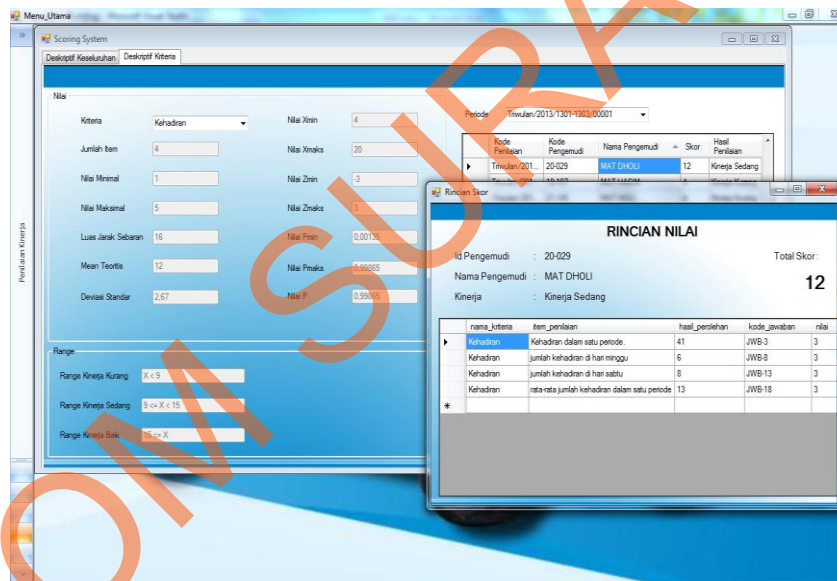 Menu_Utama
Scoring System
Deskriptif Keseluruhan Deskriptif Kriteria
Nilai
Kriteria Kehadiran
Jumlah Item 4
Nilai Minimal 1
Nilai Maksimal 5
Luas Jarak Sebaran 16
Mean Teoritis 12
Deviasi Standar 2,67
Nilai Xmin 4
Nilai Xmaks 20
Nilai Zmin -3
Nilai Zmaks 3
Nilai Pmin 0,00135
Nilai Pmaks 0,99865
Nilai P 0,99865
Range
Range Kinerja Kurang X < 9
Range Kinerja Sedang 9 <= X < 15
Range Kinerja Baik 15 <= X
Periode Triwulan/2013/1301-1303/00001
Kode Penilaian Kode Pengemudi Nama Pengemudi Skor Hasil Penilaian
Triwulan/201... 20-029 MAT DHOLI 12 Kinerja Sedang
Rincian Skor
RINCIAN NILAI
Id Pengemudi : 20-029
Nama Pengemudi : MAT DHOLI
Kinerja : Kinerja Sedang
Total Skor :
12
nama_kriteria item_penilaian hasil_perolehan kode_jawaban nilai
Kehadiran Kehadiran dalam satu periode. 41 JWB-3 3
Kehadiran jumlah kehadiran di hari minggu 6 JWB-8 3
Kehadiran jumlah kehadiran di hari sabtu 8 JWB-13 3
Kehadiran rata-rata jumlah kehadiran dalam satu periode 13 JWB-18 3
Penilaian Kinerja
OM SURA